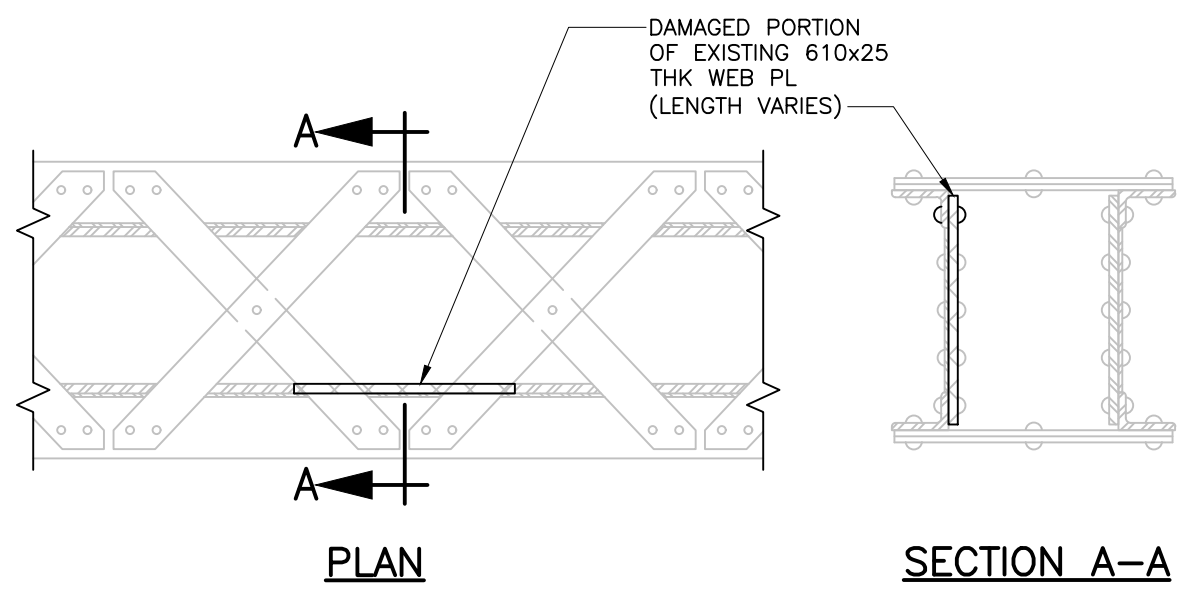 DAMAGED PORTION
OF EXISTING 610x25
THK WEB PL
(LENGTH VARIES)
A
A
PLAN
SECTION A-A